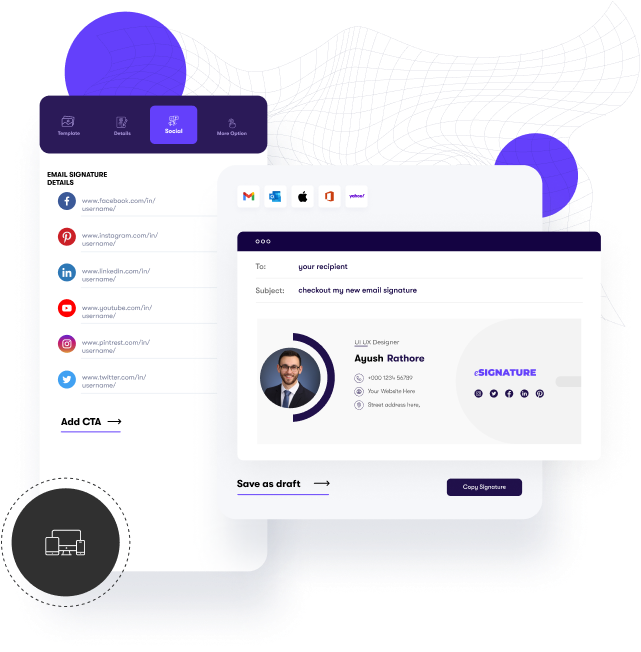 Template
Details
Social
More Option
EMAIL SIGNATURE
DETAILS
www.facebook.com/in/
username/
www.instagram.com/in/
username/
www.linkedin.com/in/
username/
www.youtube.com/in/
username/
www.pintrest.com/in/
username/
www.twitter.com/in/
username/
Add CTA
yahoo!
To: your recipient
Subject: checkout my new email signature
UI UX Designer
Ayush Rathore
+000 1234 56789
Your Website Here
Street address here,
eSIGNATURE
Save as draft
Copy Signature